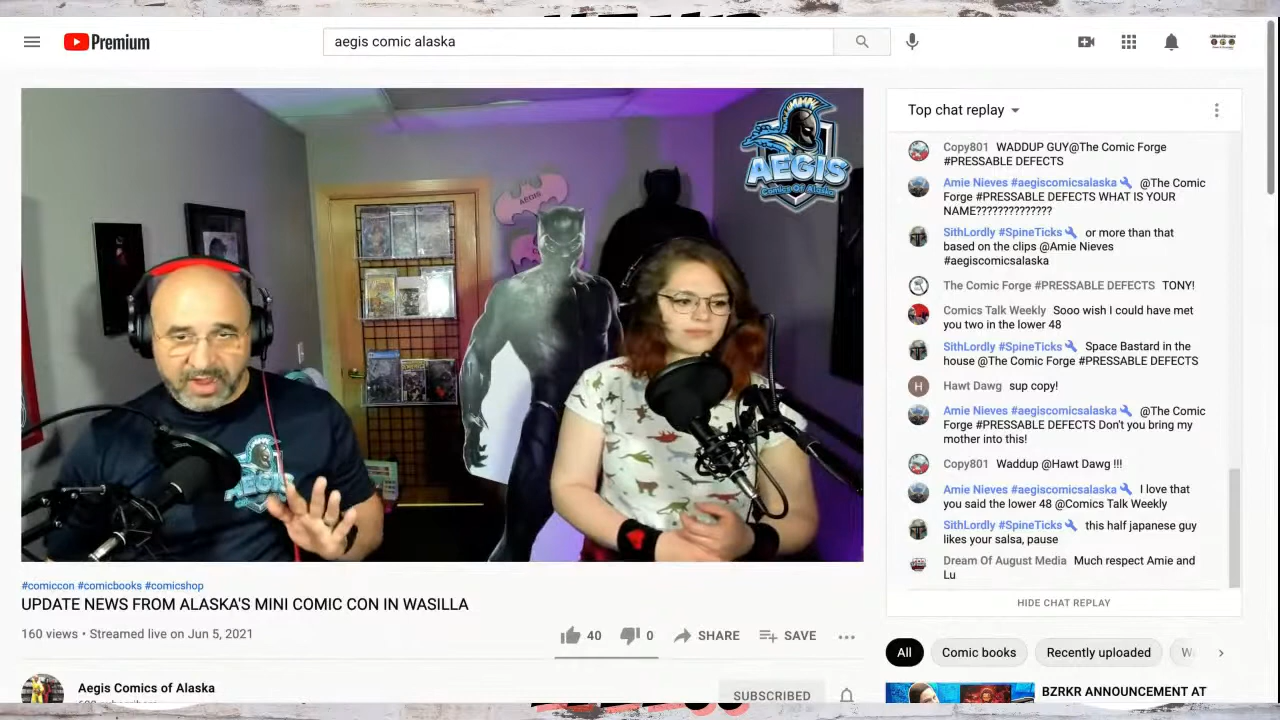 Premium
aegis comic alaska
AEGIS
Comics Of Alaska
Top chat replay
Copy801 WADDUP GUY@The Comic Forge
#PRESSABLE DEFECTS
Amie Nieves #aegiscomicsalaska @The Comic
Forge #PRESSABLE DEFECTS WHAT IS YOUR
NAME??????????????
SithLordly #SpineTicks or more than that
based on the clips @Amie Nieves
#aegiscomicsalaska
The Comic Forge #PRESSABLE DEFECTS TONY!
Comics Talk Weekly Sooo wish I could have met
you two in the lower 48
SithLordly #SpineTicks Space Bastard in the
house @The Comic Forge #PRESSABLE DEFECTS
H
Hawt Dawg sup copy!
Amie Nieves #aegiscomicsalaska @The Comic
Forge #PRESSABLE DEFECTS Don't you bring my
mother into this!
Copy801 Waddup @Hawt Dawg !!!
Amie Nieves #aegiscomicsalaska I love that
you said the lower 48 @Comics Talk Weekly
SithLordly #SpineTicks this half japanese guy
likes your salsa, pause
Dream Of August Media Much respect Amie and
Lu
HIDE CHAT REPLAY
#comiccon #comicbooks #comicshop
UPDATE NEWS FROM ALASKA'S MINI COMIC CON IN WASILLA
160 views • Streamed live on Jun 5, 2021
40 0 SHARE SAVE
All Comic books Recently uploaded
Aegis Comics of Alaska
SUBSCRIBED
BZRKR ANNOUNCEMENT AT